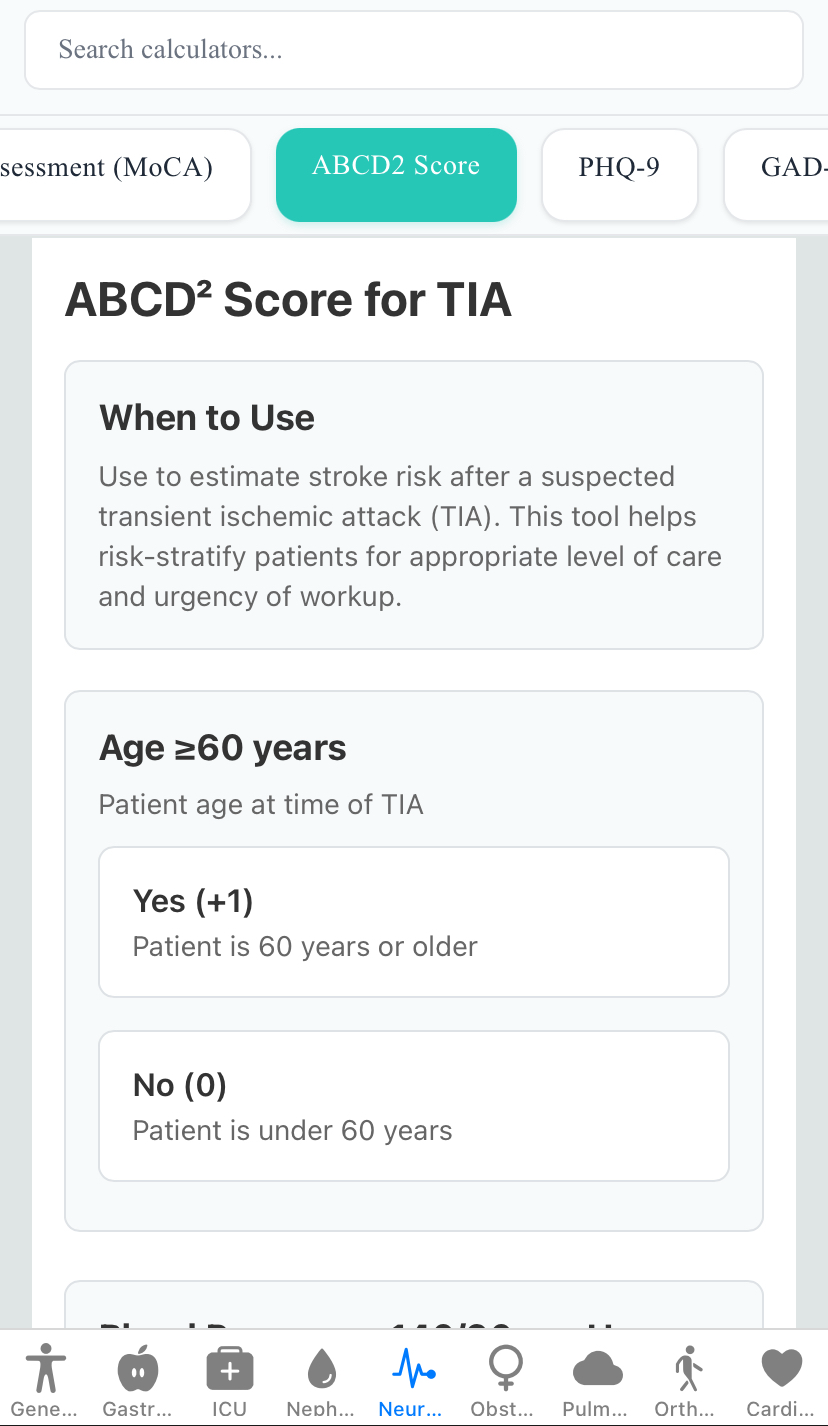 Search calculators...
sessment (MoCA)
ABCD2 Score
PHQ-9
GAD-
ABCD² Score for TIA
When to Use
Use to estimate stroke risk after a suspected
transient ischemic attack (TIA). This tool helps
risk-stratify patients for appropriate level of care
and urgency of workup.
Age ≥60 years
Patient age at time of TIA
Yes (+1)
Patient is 60 years or older
No (0)
Patient is under 60 years
Gene...
Gastr...
ICU
Neph...
Neur...
Obst...
Pulm...
Orth...
Cardi...